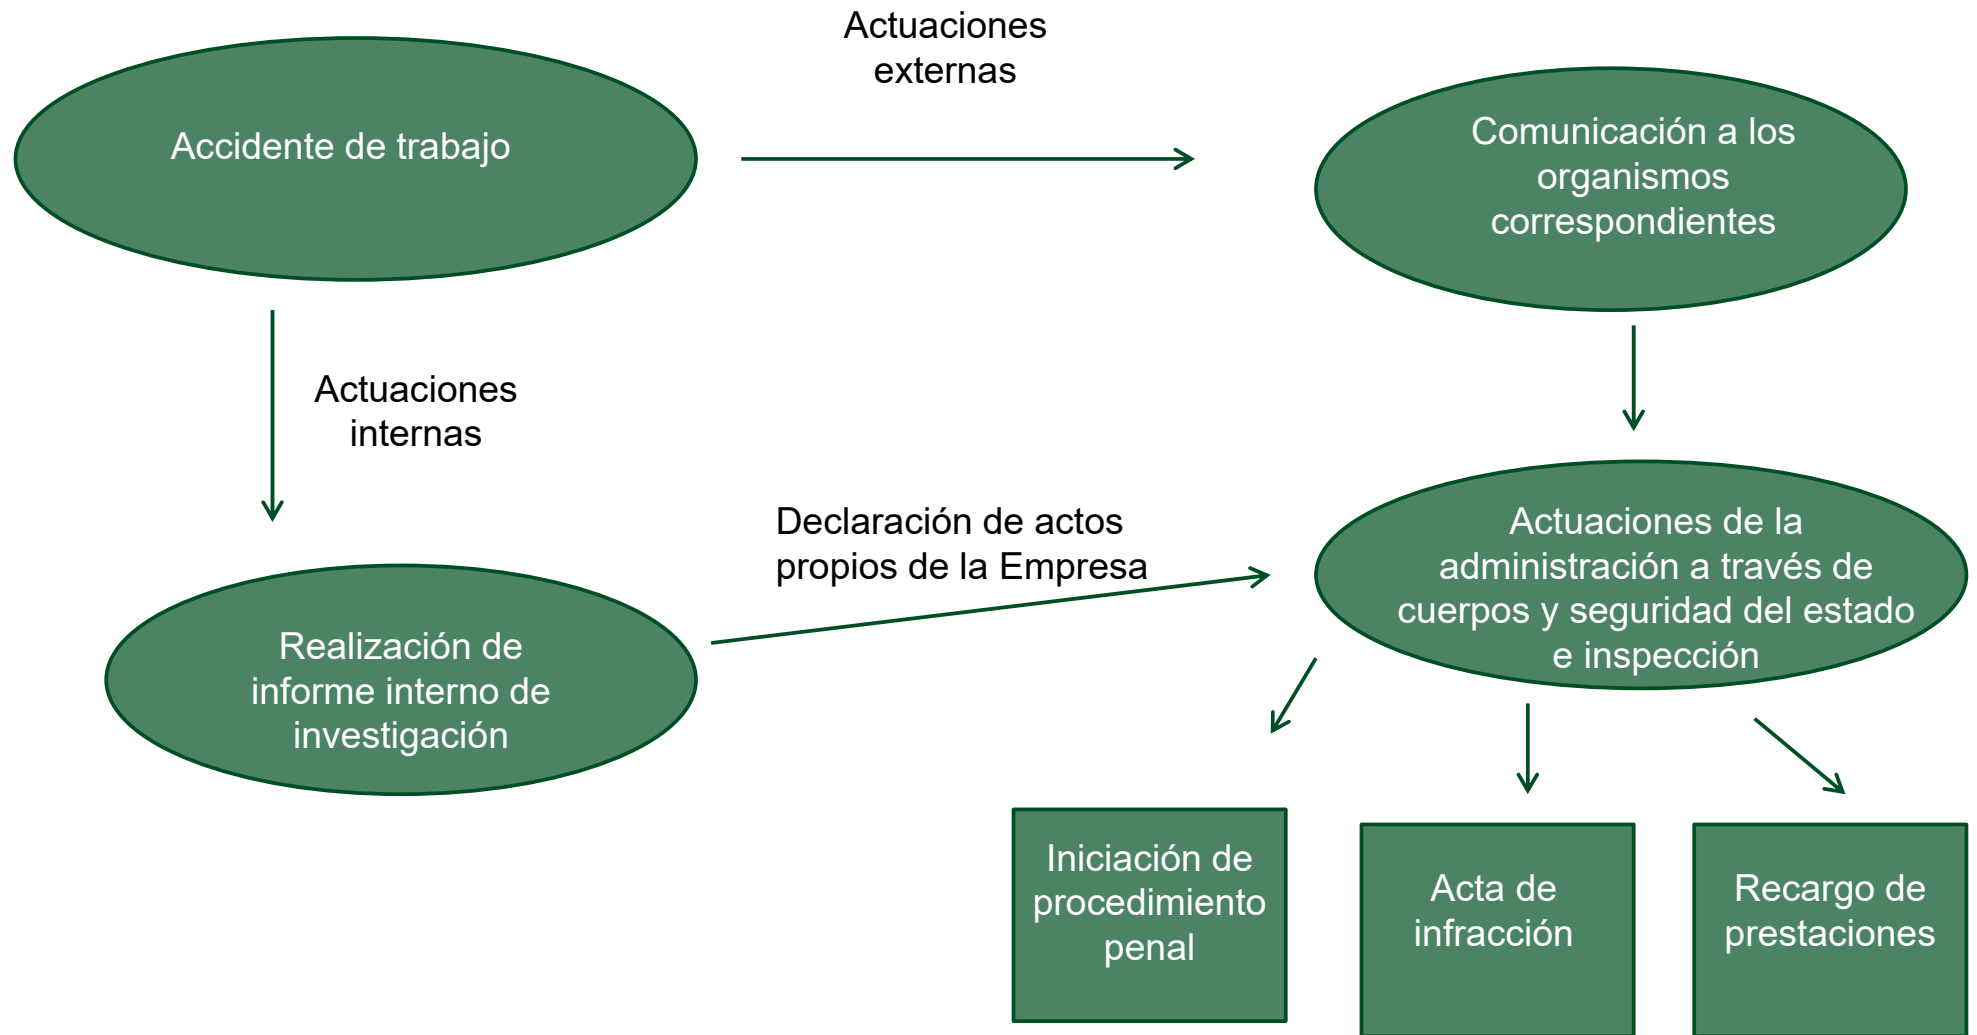 Actuaciones
externas
Accidente de trabajo
Comunicación a los
organismos
correspondientes
Actuaciones
internas
Declaración de actos
propios de la Empresa
Actuaciones de la
administración a través de
cuerpos y seguridad del estado
e inspección
Realización de
informe interno de
investigación
Iniciación de
procedimiento
penal
Acta de
infracción
Recargo de
prestaciones